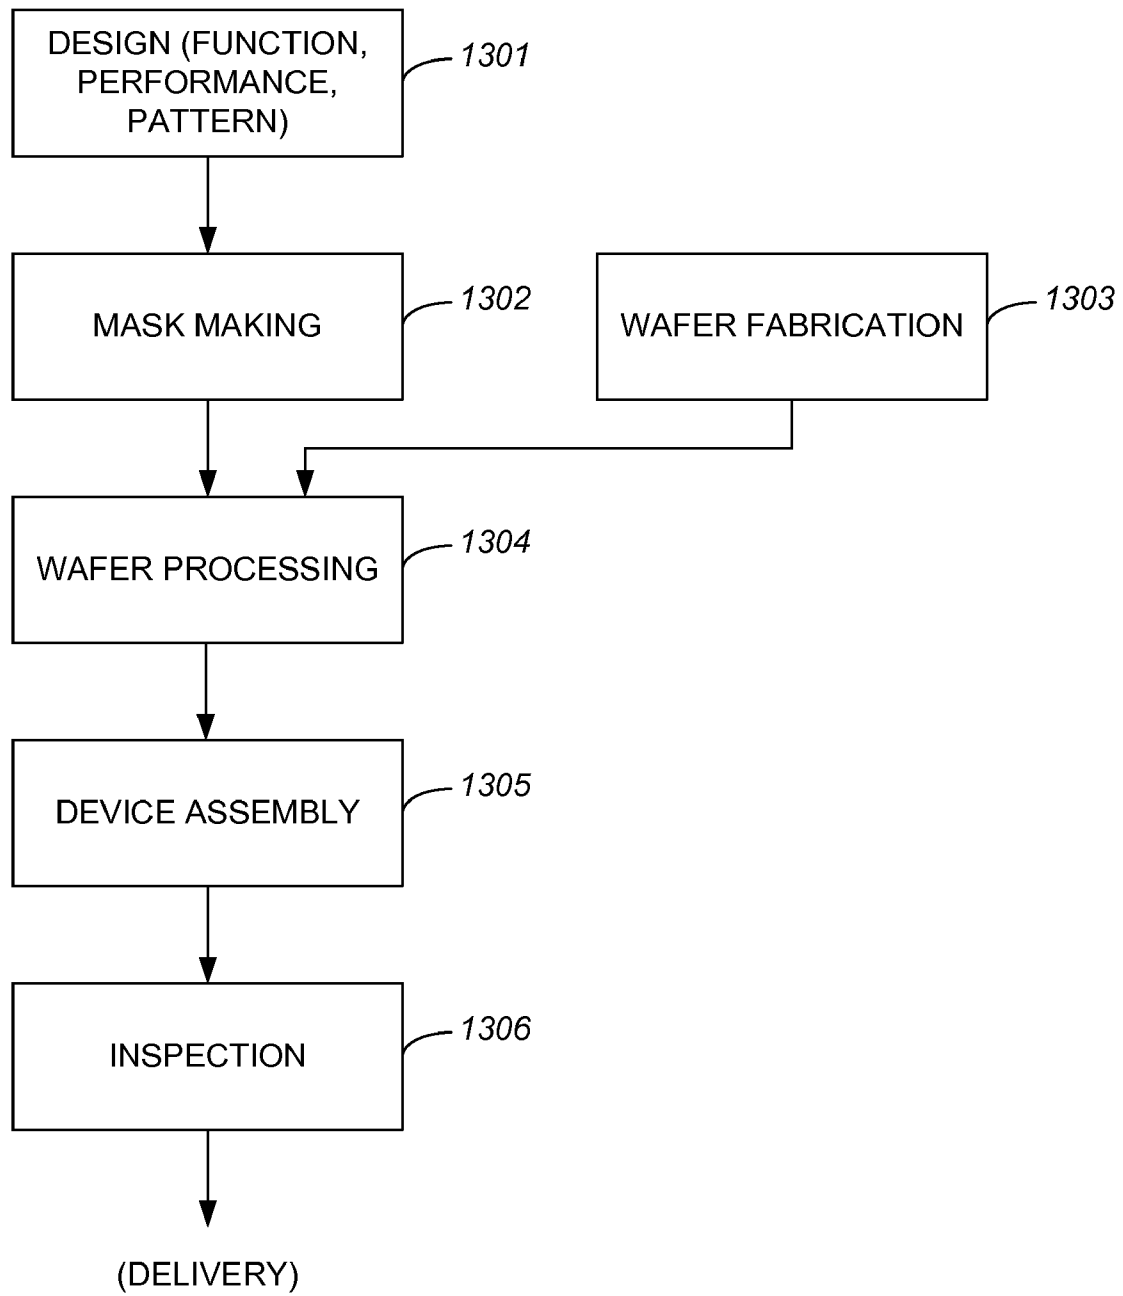 DESIGN (FUNCTION,
PERFORMANCE,
PATTERN)
1301
MASK MAKING
1302
WAFER FABRICATION
1303
WAFER PROCESSING
1304
DEVICE ASSEMBLY
1305
INSPECTION
1306
(DELIVERY)